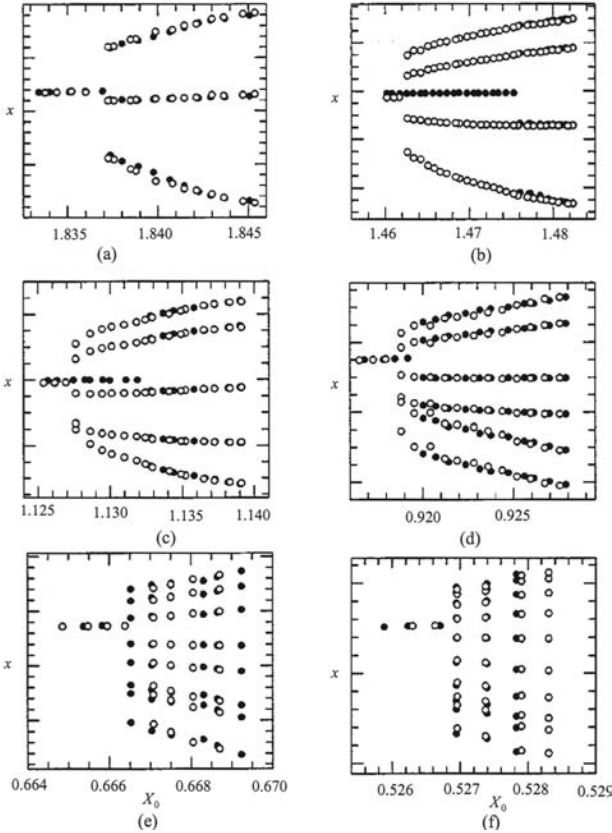 x
1.835 1.840 1.845
(a)
x
1.46 1.47 1.48
(b)
x
1.125 1.130 1.135 1.140
(c)
x
0.920 0.925
(d)
x
0.664 0.666 0.668 0.670
X₀
(e)
x
0.526 0.527 0.528 0.529
X₀
(f)